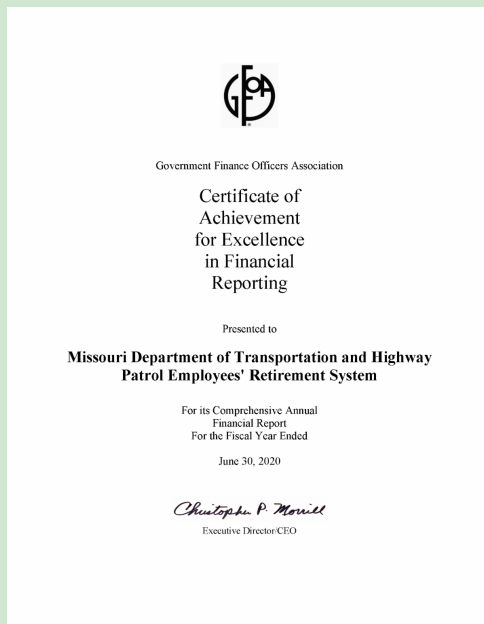 GFOA
Government Finance Officers Association
Certificate of
Achievement
for Excellence
in Financial
Reporting
Presented to
Missouri Department of Transportation and Highway
Patrol Employees' Retirement System
For its Comprehensive Annual
Financial Report
For the Fiscal Year Ended
June 30, 2020
Christopher P. Morrill
Executive Director/CEO